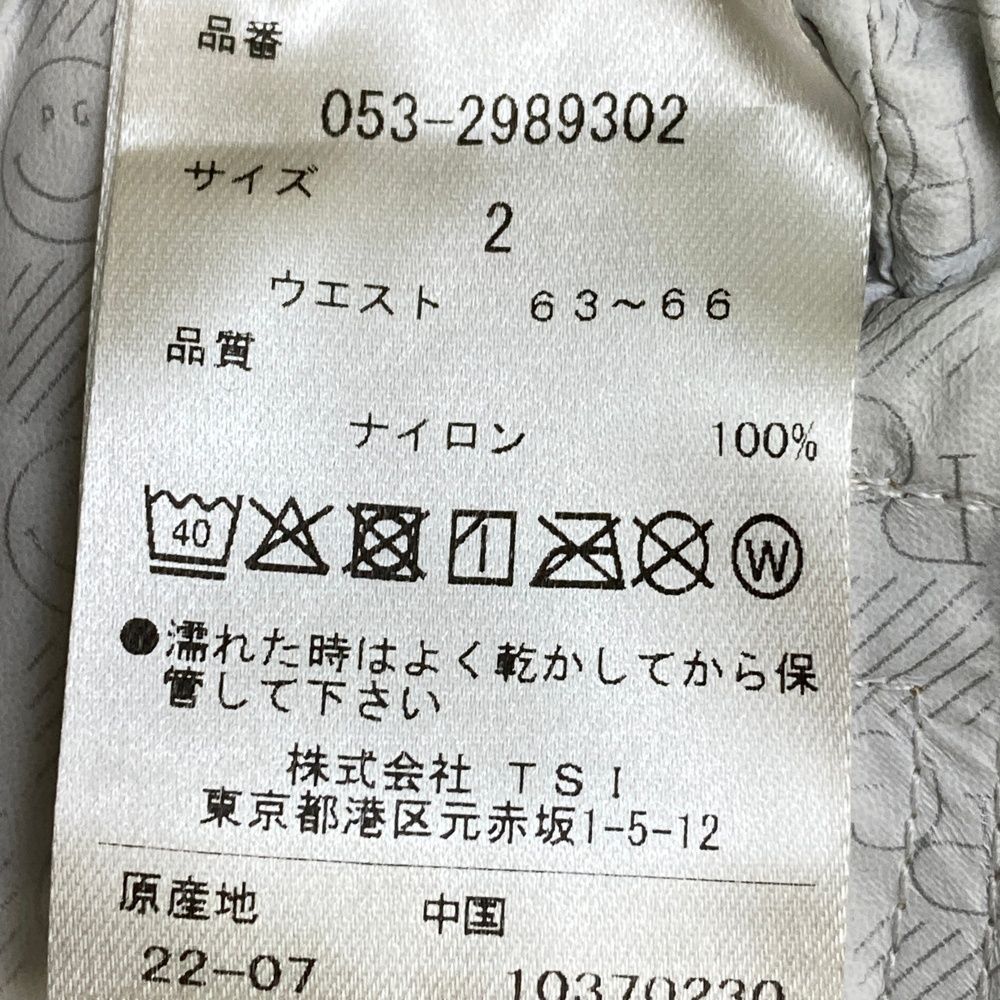 品番
053-2989302
サイズ
2
ウエスト 63~66
品質
ナイロン 100%
40
W
●濡れた時はよく乾かしてから保
管して下さい
株式会社 TSI
東京都港区元赤坂1-5-12
原産地 中国
22-07 10370230
PG